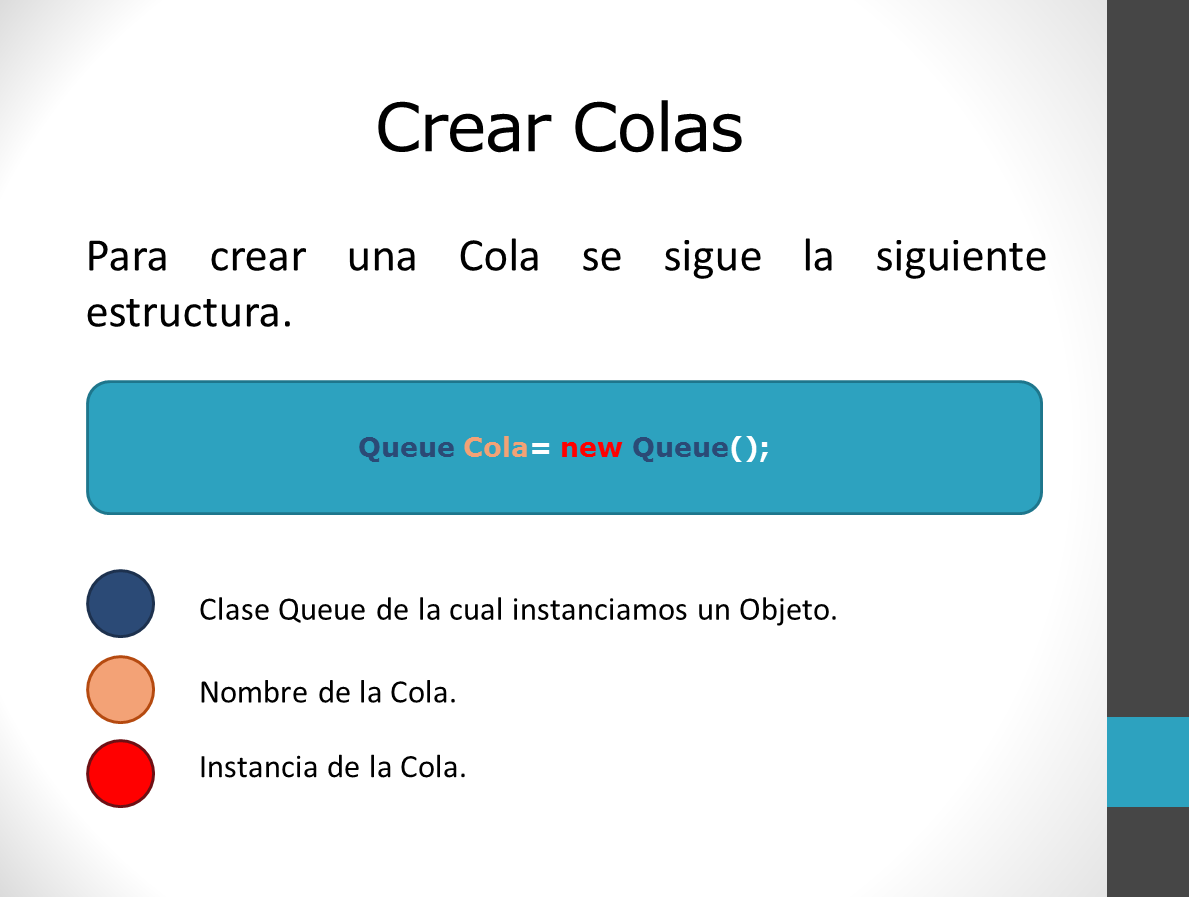 Crear Colas
Para crear una Cola se sigue la siguiente
estructura.
Queue Cola= new Queue();
Clase Queue de la cual instanciamos un Objeto.
Nombre de la Cola.
Instancia de la Cola.